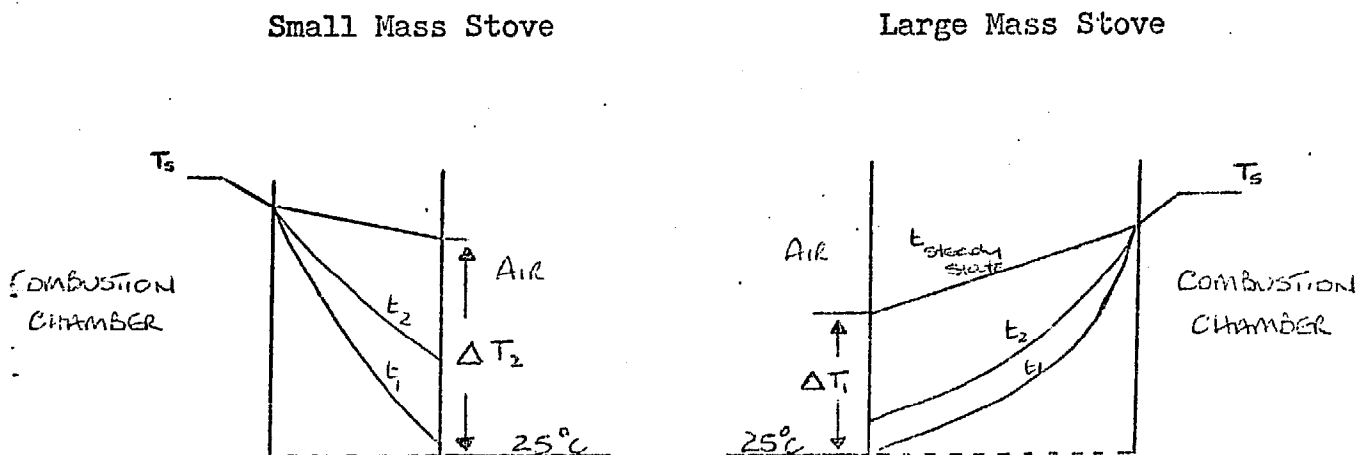 Small Mass Stove
Large Mass Stove
Ts
AIR
COMBUSTION
CHAMBER
t2
t1
ΔT2
25°C
Ts
AIR
tsteady
state
COMBUSTION
CHAMBER
t2
t1
ΔT1
25°C